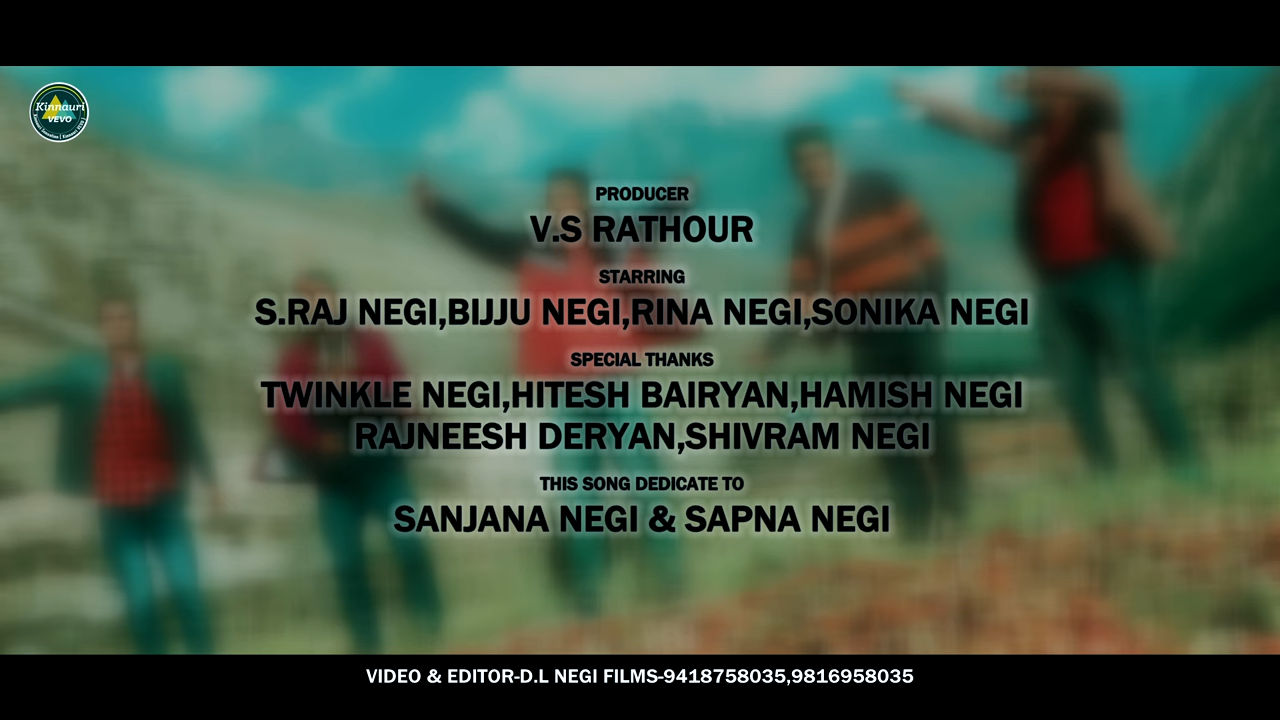 Kinnauri
VEVO
PRODUCER
V.S RATHOUR
STARRING
S.RAJ NEGI,BIJJU NEGI,RINA NEGI,SONIKA NEGI
SPECIAL THANKS
TWINKLE NEGI,HITESH BAIRYAN,HAMISH NEGI
RAJNEESH DERYAN,SHIVRAM NEGI
THIS SONG DEDICATE TO
SANJANA NEGI & SAPNA NEGI
VIDEO & EDITOR-D.L NEGI FILMS-9418758035,9816958035